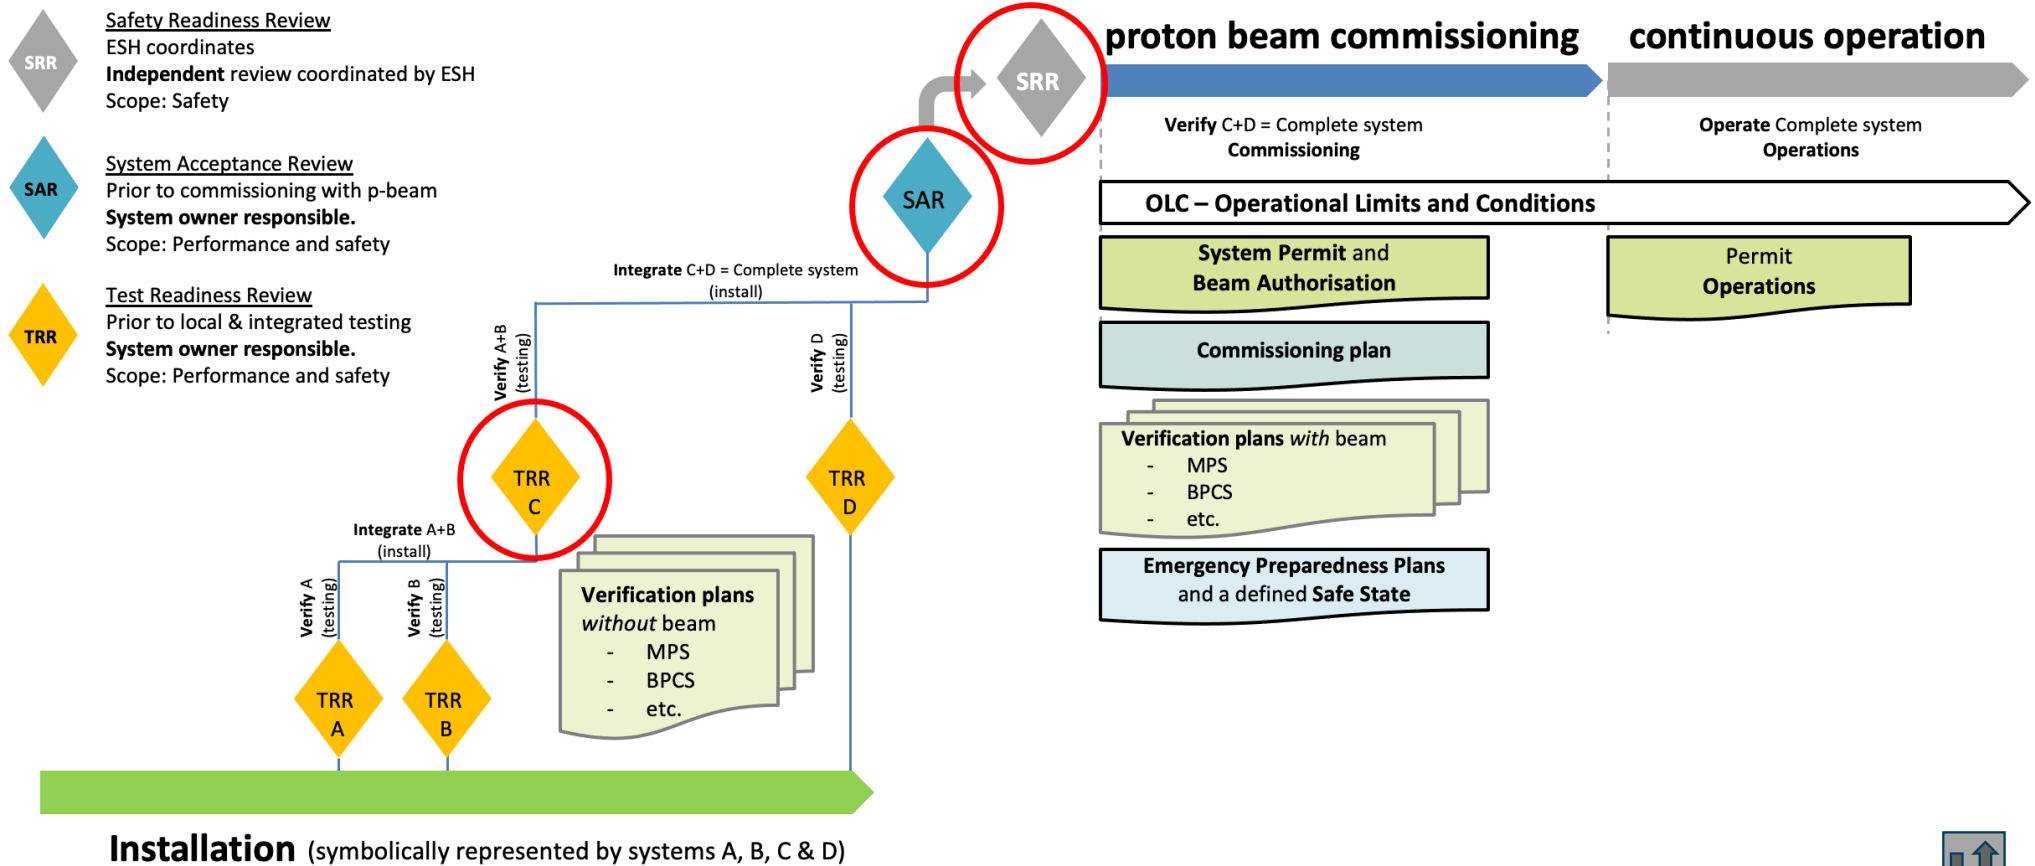 SRR
Safety Readiness Review
ESH coordinates
Independent review coordinated by ESH
Scope: Safety
SAR
System Acceptance Review
Prior to commissioning with p-beam
System owner responsible.
Scope: Performance and safety
TRR
Test Readiness Review
Prior to local & integrated testing
System owner responsible.
Scope: Performance and safety
SRR
SAR
Integrate C+D = Complete system
(install)
Verify A+B
(testing)
Verify D
(testing)
TRR
C
TRR
D
Integrate A+B
(install)
Verify A
(testing)
Verify B
(testing)
TRR
A
TRR
B
Verification plans
without beam
- MPS
- BPCS
- etc.
Installation (symbolically represented by systems A, B, C & D)
proton beam commissioning
Verify C+D = Complete system
Commissioning
continuous operation
Operate Complete system
Operations
OLC – Operational Limits and Conditions
System Permit and
Beam Authorisation
Permit
Operations
Commissioning plan
Verification plans with beam
- MPS
- BPCS
- etc.
Emergency Preparedness Plans
and a defined Safe State